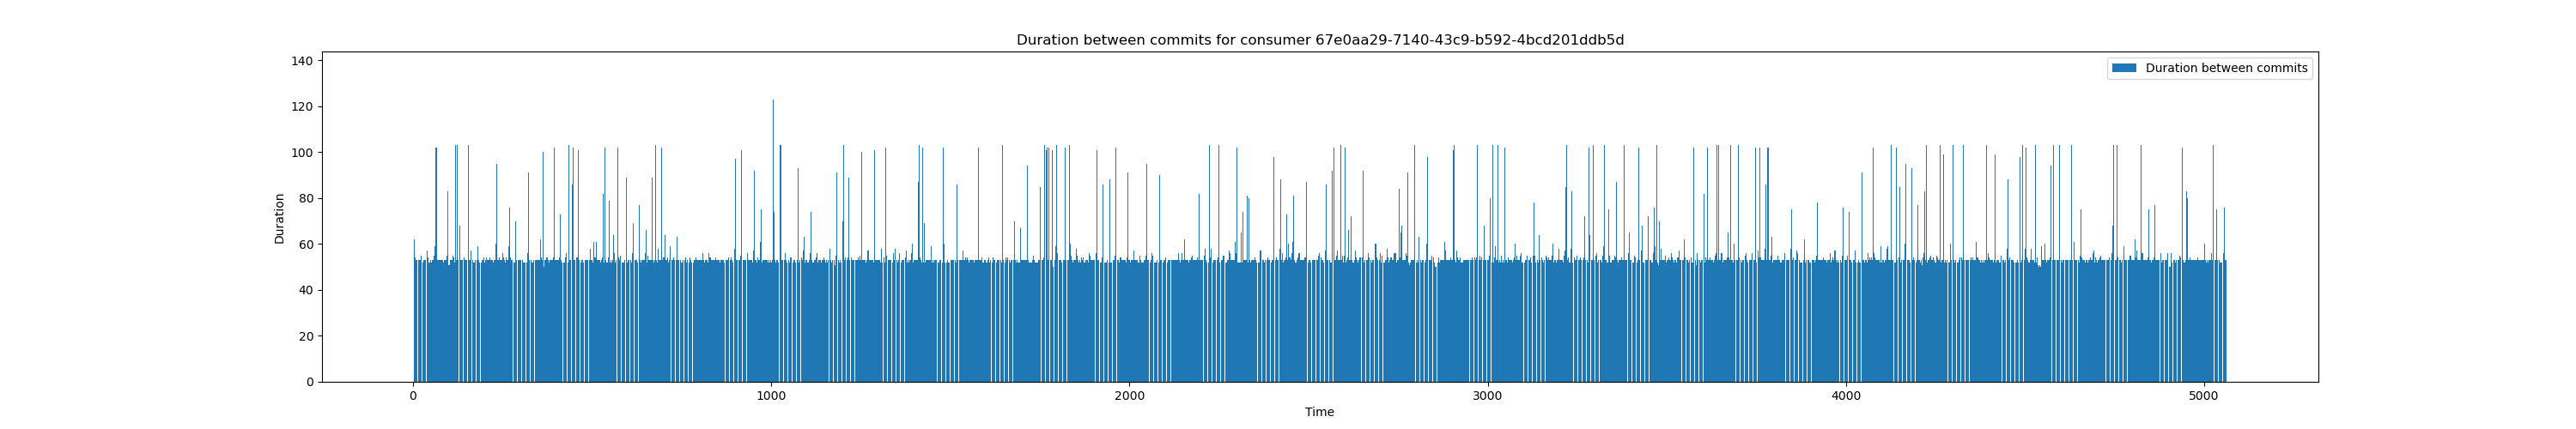 Duration between commits for consumer 67e0aa29-7140-43c9-b592-4bcd201ddb5d
Duration between commits
140
120
100
80
60
40
20
0
Duration
0 1000 2000 3000 4000 5000
Time